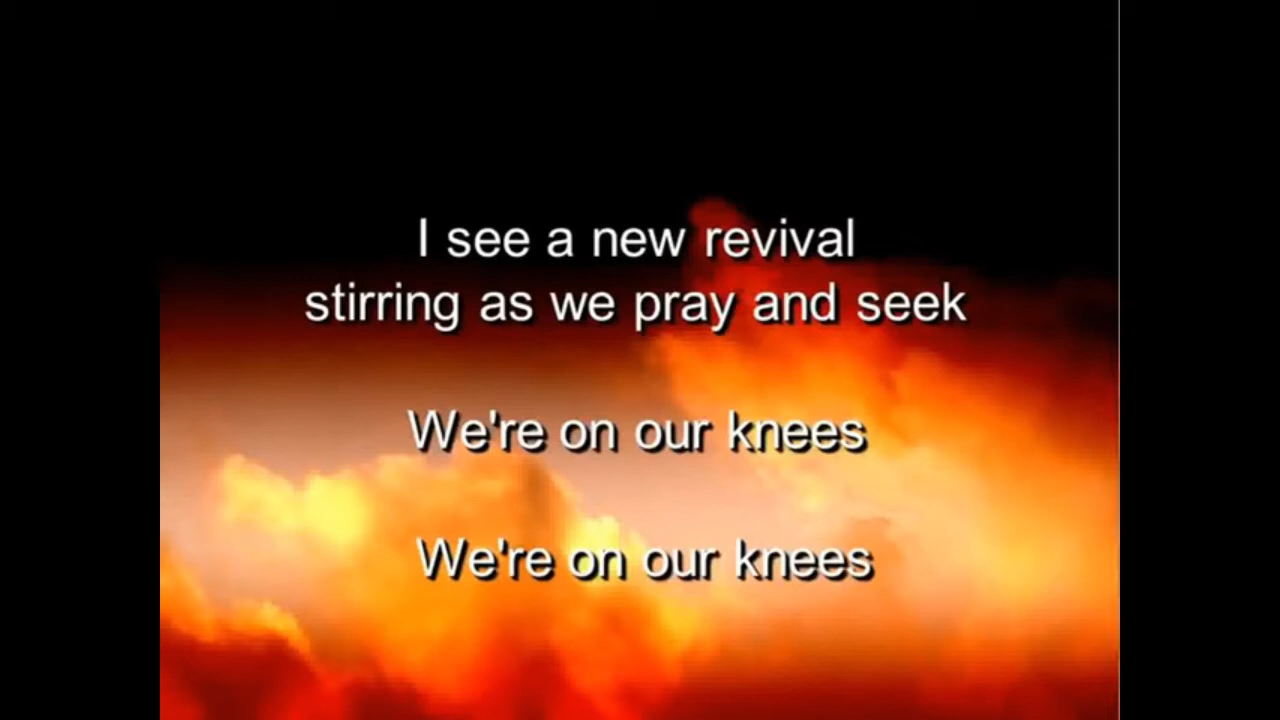 I see a new revival
stirring as we pray and seek
We're on our knees
We're on our knees